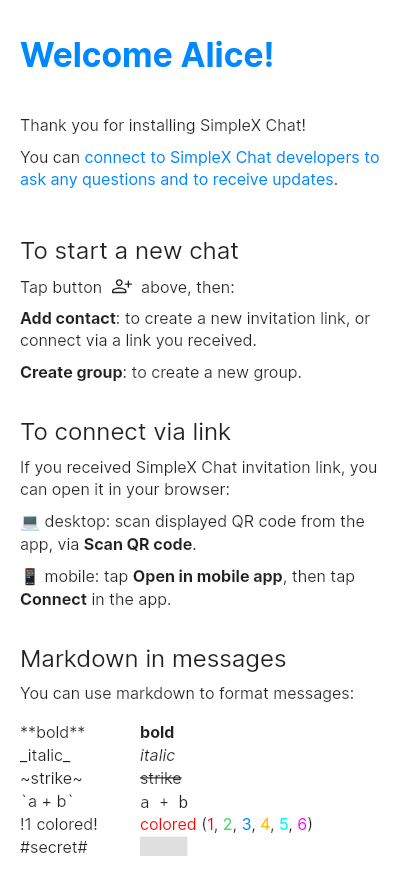 Welcome Alice!
Thank you for installing SimpleX Chat!
You can connect to SimpleX Chat developers to
ask any questions and to receive updates.
To start a new chat
Tap button above, then:
Add contact: to create a new invitation link, or
connect via a link you received.
Create group: to create a new group.
To connect via link
If you received SimpleX Chat invitation link, you
can open it in your browser:
💻 desktop: scan displayed QR code from the
app, via Scan QR code.
📱 mobile: tap Open in mobile app, then tap
Connect in the app.
Markdown in messages
You can use markdown to format messages:
**bold** bold
_italic_ italic
~strike~ strike
`a + b` a + b
!1 colored! colored (1, 2, 3, 4, 5, 6)
#secret#